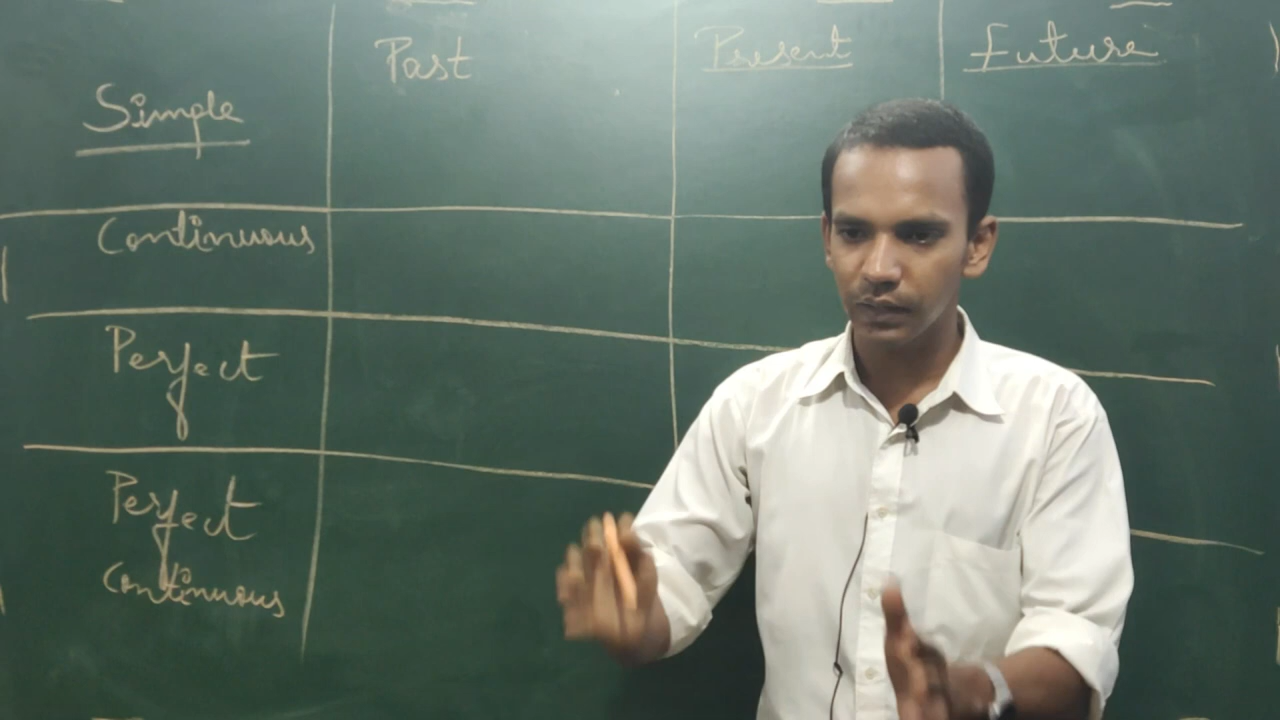 Past Present Future
Simple
Continuous
Perfect
Perfect
Continuous